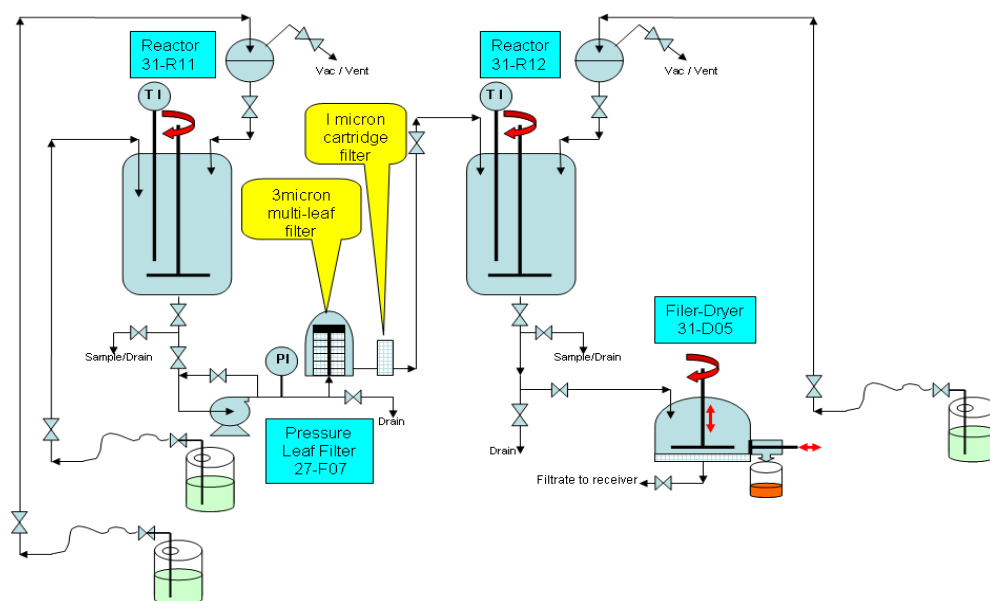 Reactor
31-R11
Vac / Vent
T I
Reactor
31-R12
Vac / Vent
T I
1 micron
cartridge
filter
3micron
multi-leaf
filter
Sample/Drain
PI
Drain
Pressure
Leaf Filter
27-F07
Sample/Drain
Drain
Filer-Dryer
31-D05
Filtrate to receiver